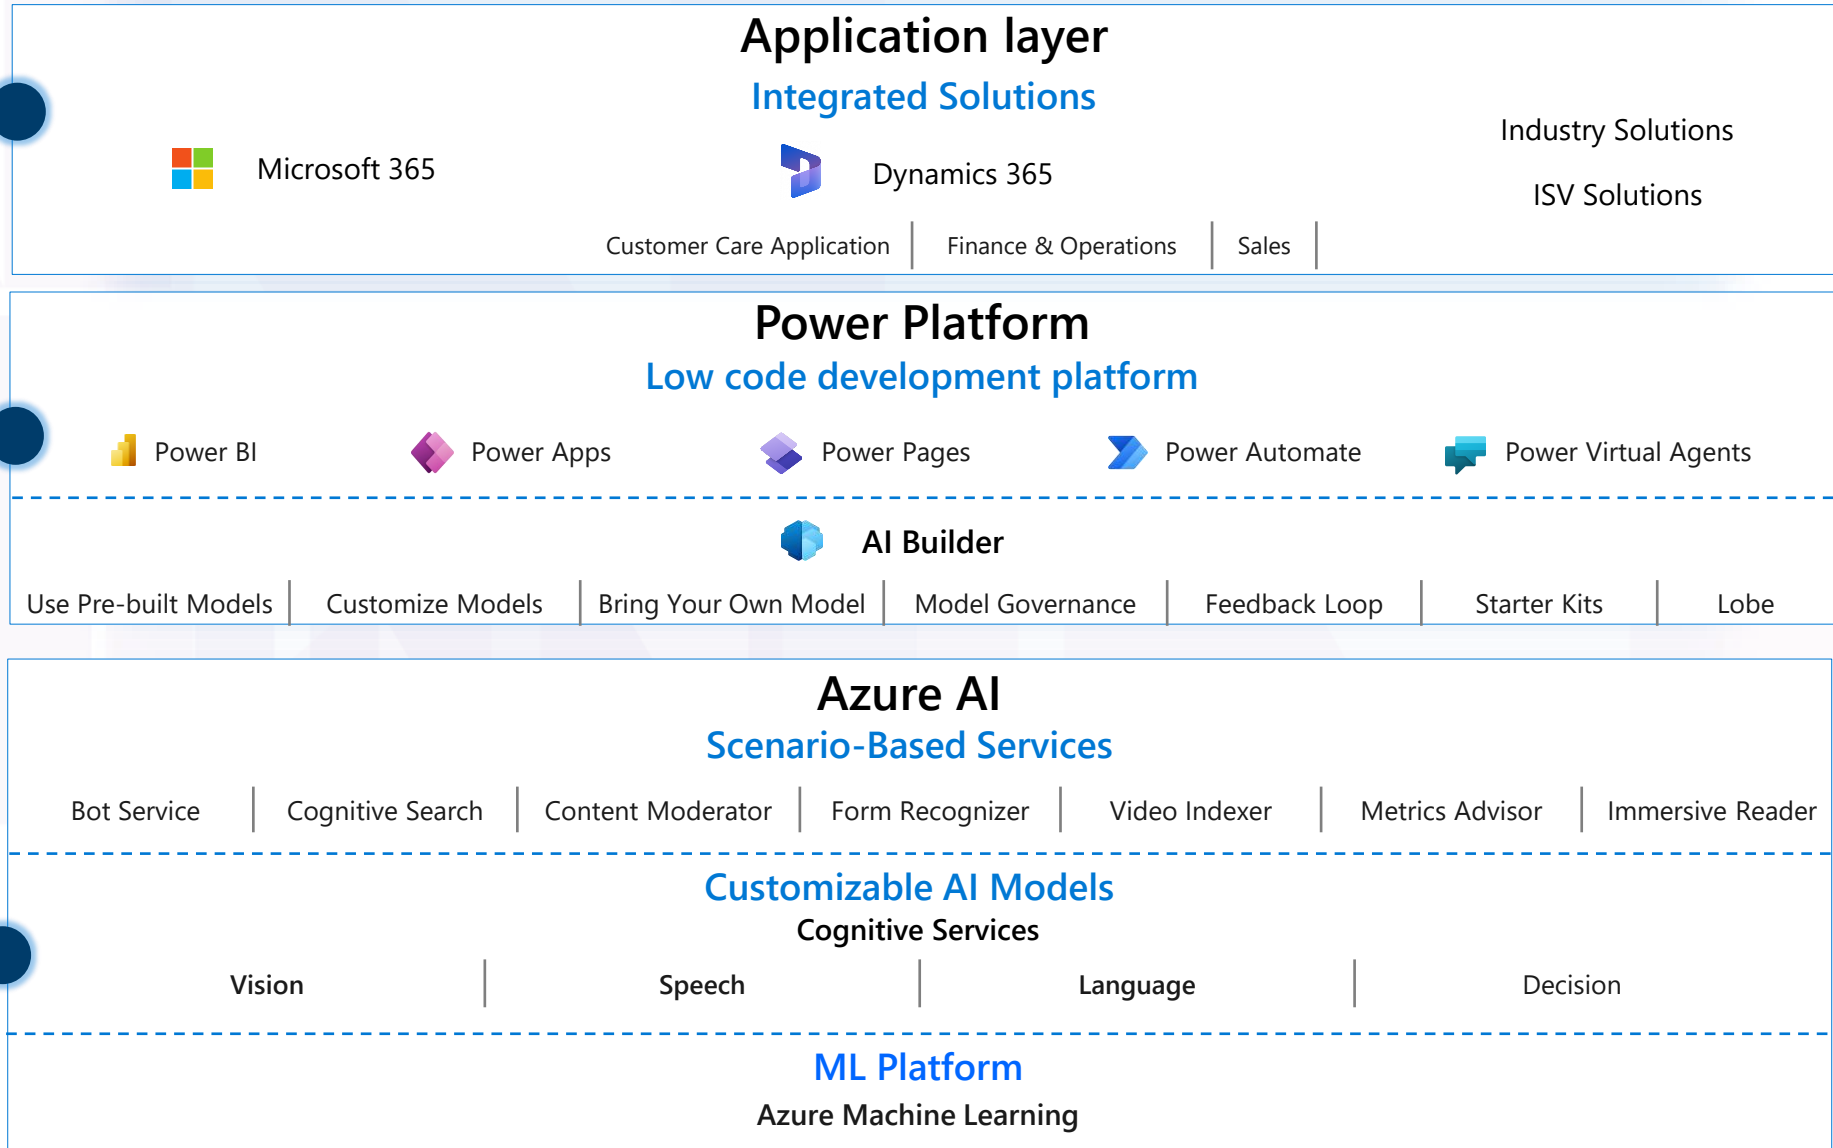 Application layer
Integrated Solutions
Microsoft 365
Dynamics 365
Industry Solutions
ISV Solutions
Customer Care Application
Finance & Operations
Sales
Power Platform
Low code development platform
Power BI
Power Apps
Power Pages
Power Automate
Power Virtual Agents
AI Builder
Use Pre-built Models
Customize Models
Bring Your Own Model
Model Governance
Feedback Loop
Starter Kits
Lobe
Azure AI
Scenario-Based Services
Bot Service
Cognitive Search
Content Moderator
Form Recognizer
Video Indexer
Metrics Advisor
Immersive Reader
Customizable AI Models
Cognitive Services
Vision
Speech
Language
Decision
ML Platform
Azure Machine Learning